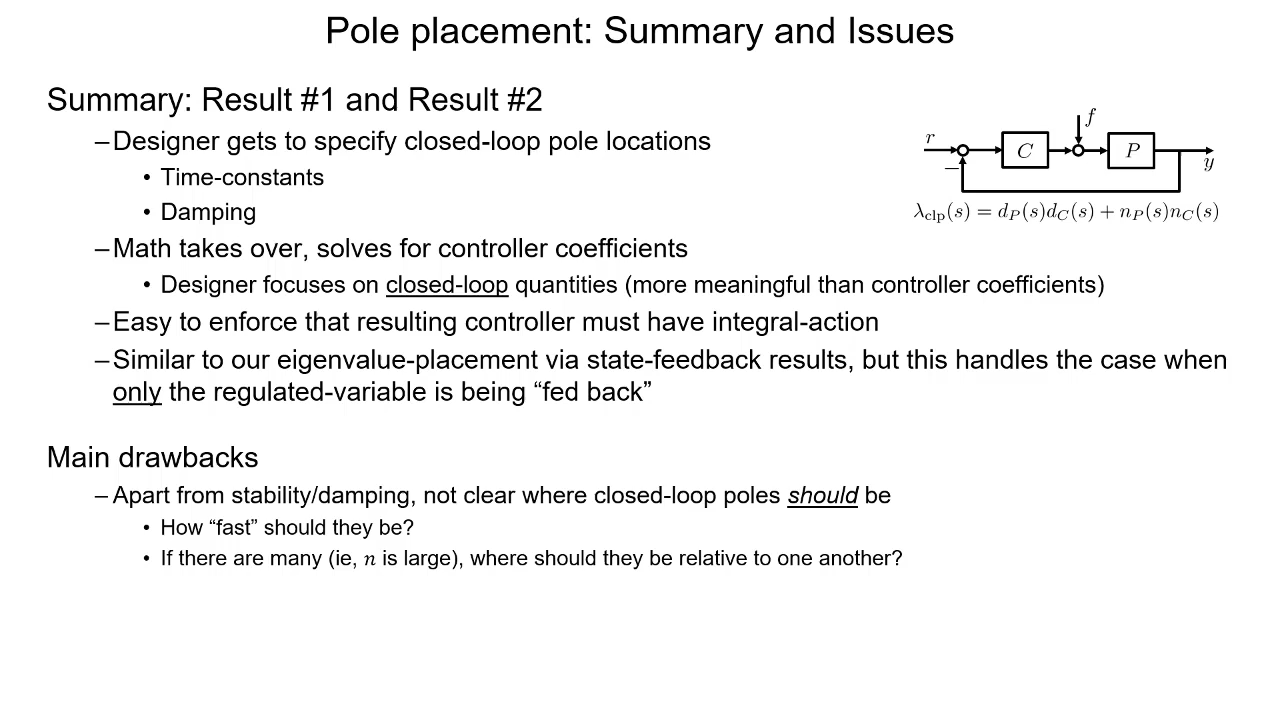 Pole placement: Summary and Issues
Summary: Result #1 and Result #2
–Designer gets to specify closed-loop pole locations
• Time-constants
• Damping
–Math takes over, solves for controller coefficients
• Designer focuses on closed-loop quantities (more meaningful than controller coefficients)
–Easy to enforce that resulting controller must have integral-action
–Similar to our eigenvalue-placement via state-feedback results, but this handles the case when
only the regulated-variable is being “fed back”
r
−
C
f
P
y
λclp(s) = dP(s)dC(s) + nP(s)nC(s)
Main drawbacks
–Apart from stability/damping, not clear where closed-loop poles should be
• How “fast” should they be?
• If there are many (ie, n is large), where should they be relative to one another?